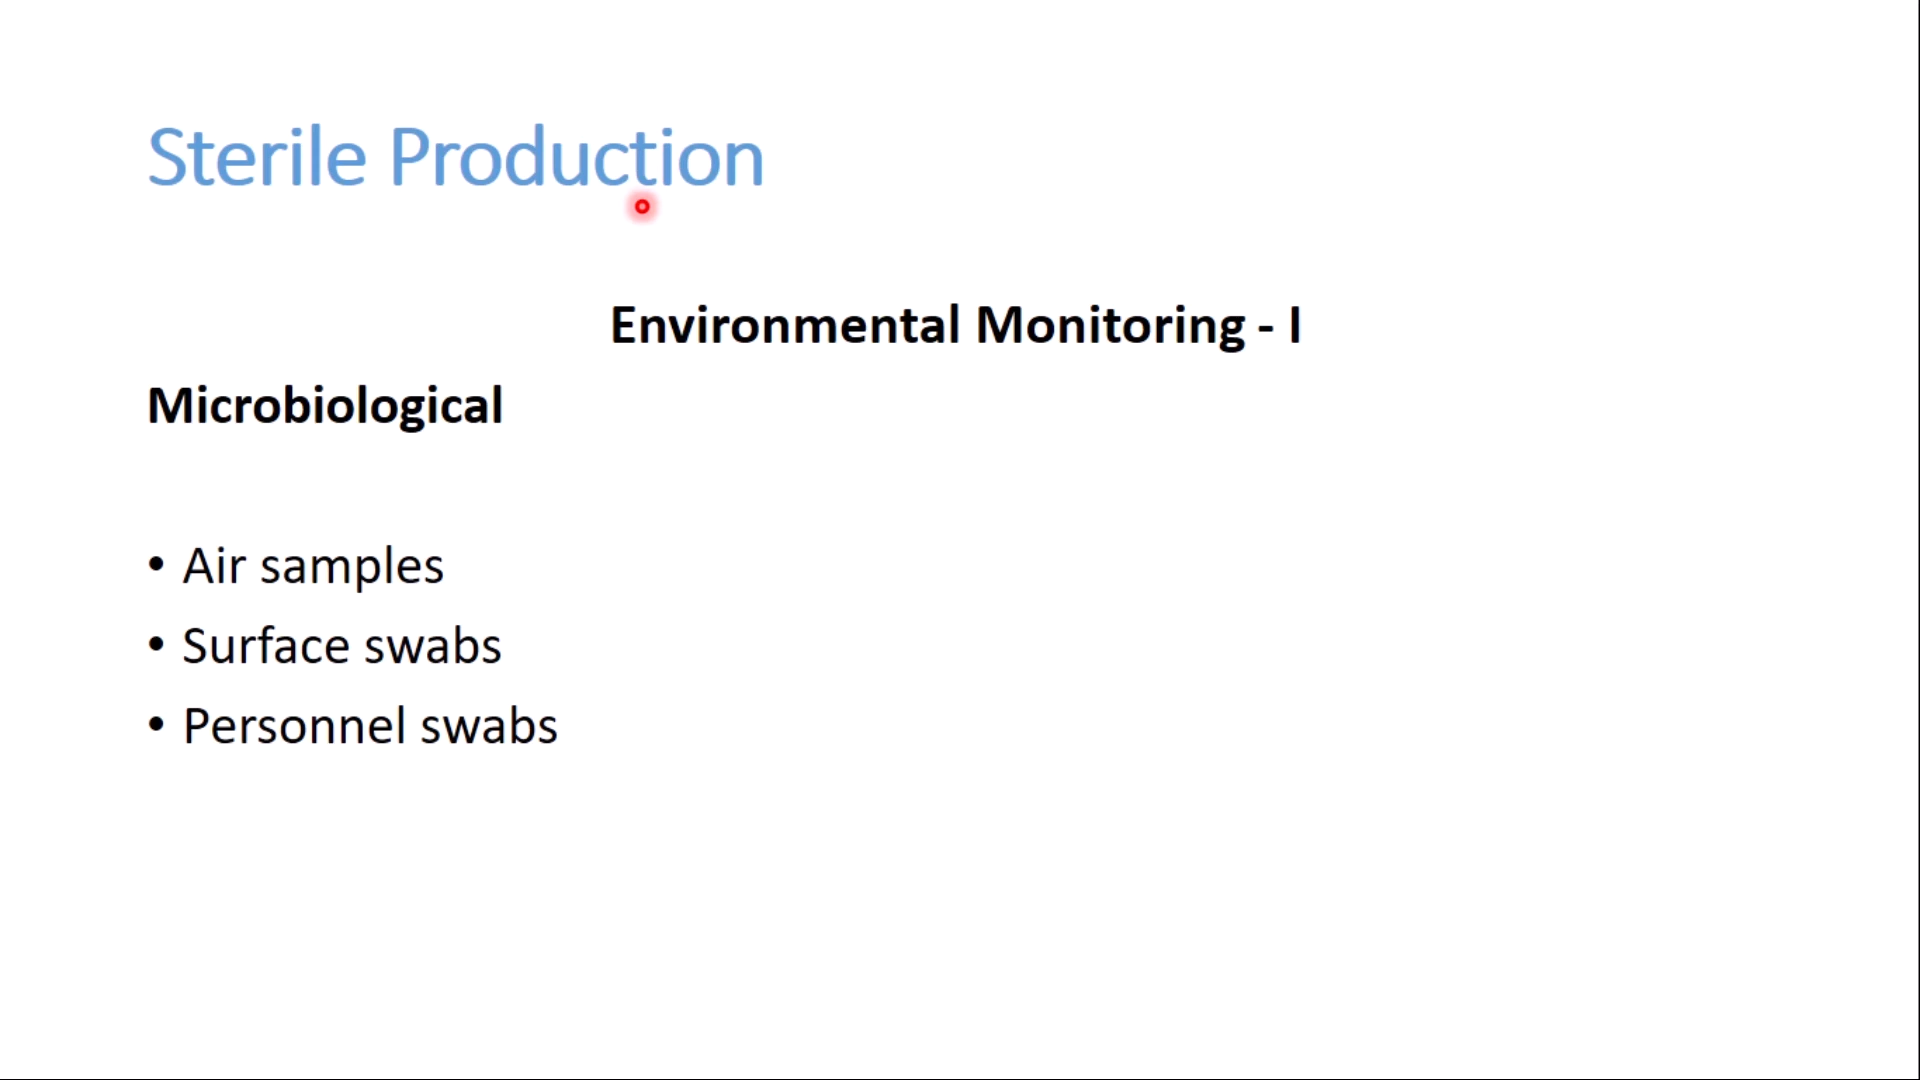 Sterile Production
Environmental Monitoring - I
Microbiological
• Air samples
• Surface swabs
• Personnel swabs